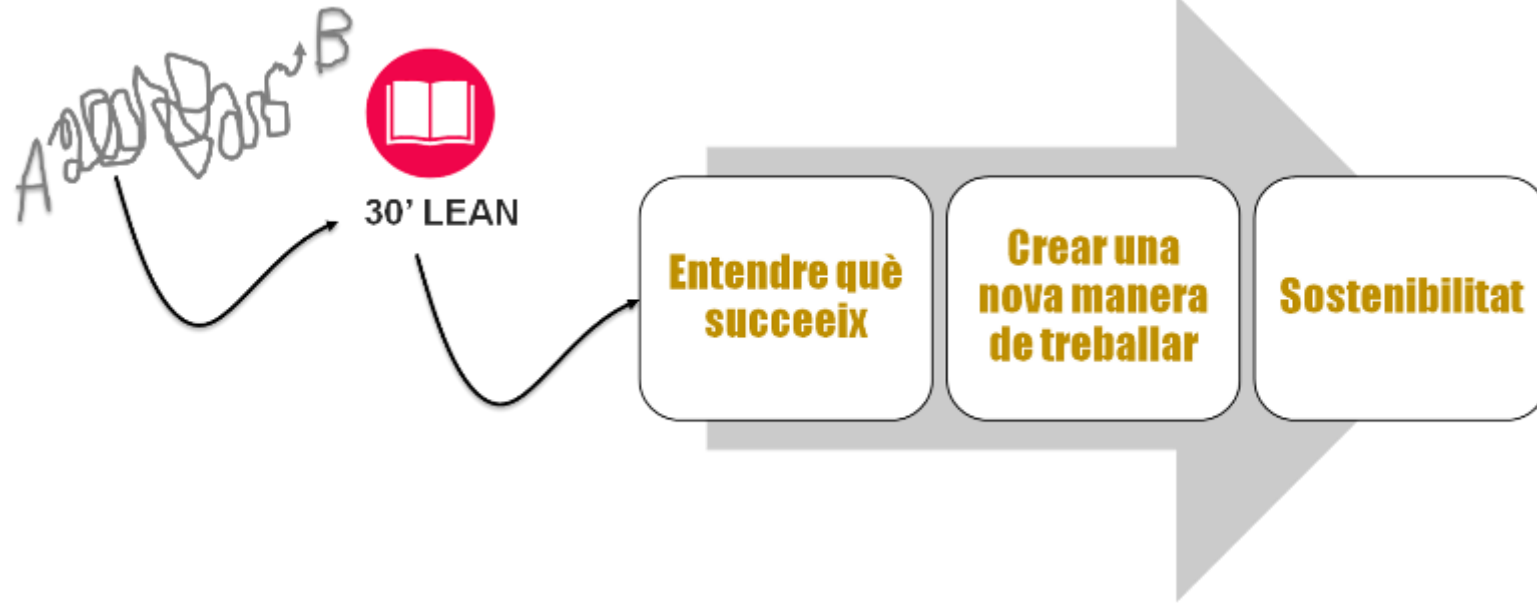 A
B
30’ LEAN
Entendre què
succeeix
Crear una
nova manera
de treballar
Sostenibilitat